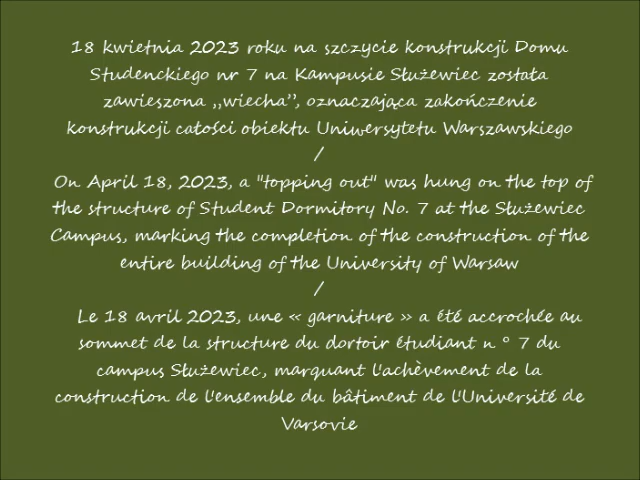 18 kwietnia 2023 roku na szczycie konstrukcji Domu
Studenckiego nr 7 na Kampusie Służewiec została
zawieszona „wiecha”, oznaczająca zakończenie
konstrukcji całości obiektu Uniwersytetu Warszawskiego
/
On April 18, 2023, a "topping out" was hung on the top of
the structure of Student Dormitory No. 7 at the Służewiec
Campus, marking the completion of the construction of the
entire building of the University of Warsaw
/
Le 18 avril 2023, une « garniture » a été accrochée au
sommet de la structure du dortoir étudiant n ° 7 du
campus Służewiec, marquant l'achèvement de la
construction de l'ensemble du bâtiment de l'Université de
Varsovie